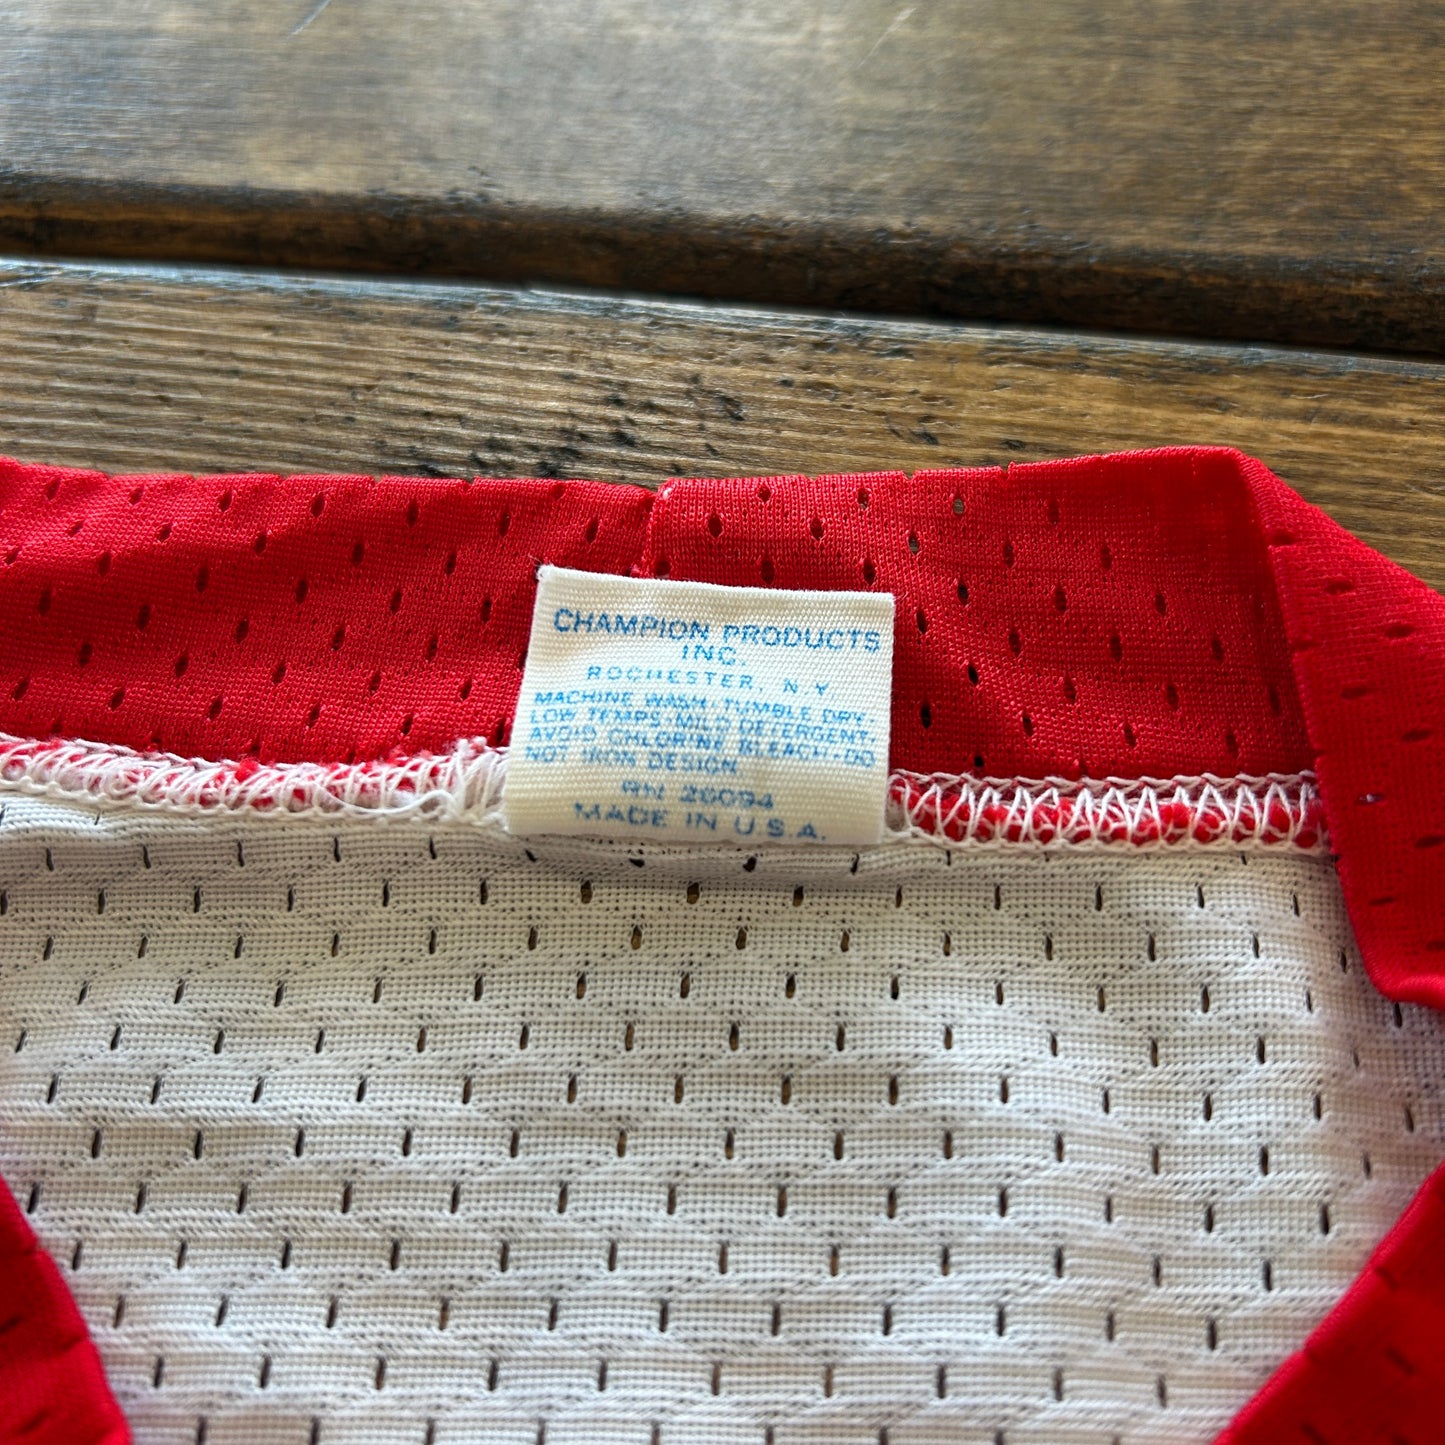 CHAMPION PRODUCTS
INC.
ROCHESTER, N.Y
MACHINE WASH·TUMBLE DRY·
LOW TEMPS·MILD DETERGENT
AVOID CHLORINE BLEACH·DO
NOT IRON DESIGN
RN 26094
MADE IN U.S.A.